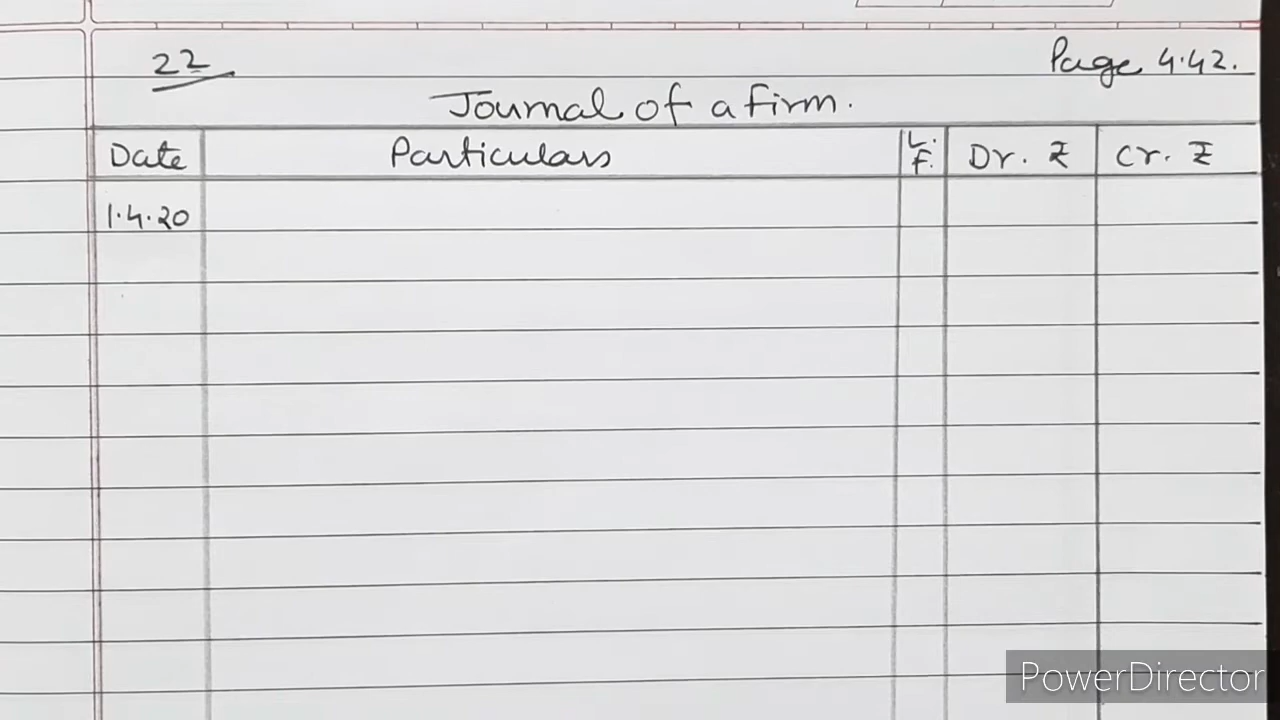 22 Page 4.42.
Journal of a firm.
Date Particulars L.F. Dr. ₹ Cr. ₹
1.4.20
PowerDirector